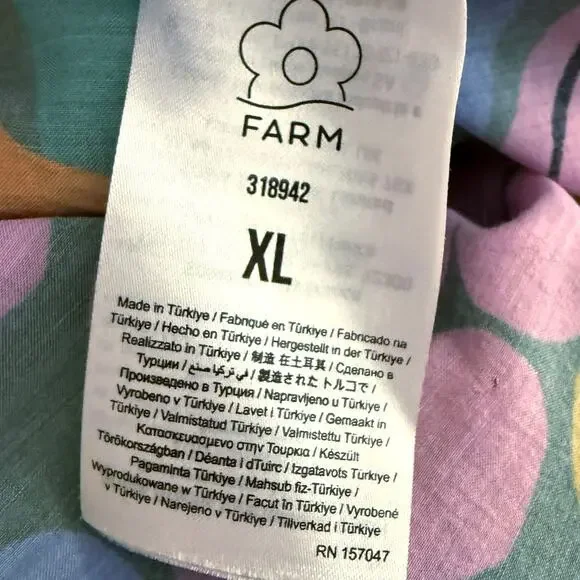 FARM
318942
XL
Made in Türkiye / Fabriqué en Türkiye / Fabricado na
Türkiye / Hecho en Türkiye / Hergestellt in der Türkiye /
Realizzato in Türkiye / 制造 在土耳其 / Сделано в
Турции / في تركيا صنع / 製造された トルコで /
Произведено в Турция / Napravljeno u Türkiye /
Vyrobeno v Türkiye / Lavet i Türkiye / Gemaakt in
Türkiye / Valmistatud Türkiye / Valmistettu Türkiye /
Κατασκευασμενο στην Τουρκια / Készült
Törökországban / Déanta i dTuirc / Izgatavots Türkiye /
Pagaminta Türkiye / Mahsub fiz-Türkiye /
Wyprodukowane w Türkiye / Facut în Türkiye / Vyrobené
v Türkiye / Narejeno v Türkiye / Tillverkad i Türkiye
RN 157047